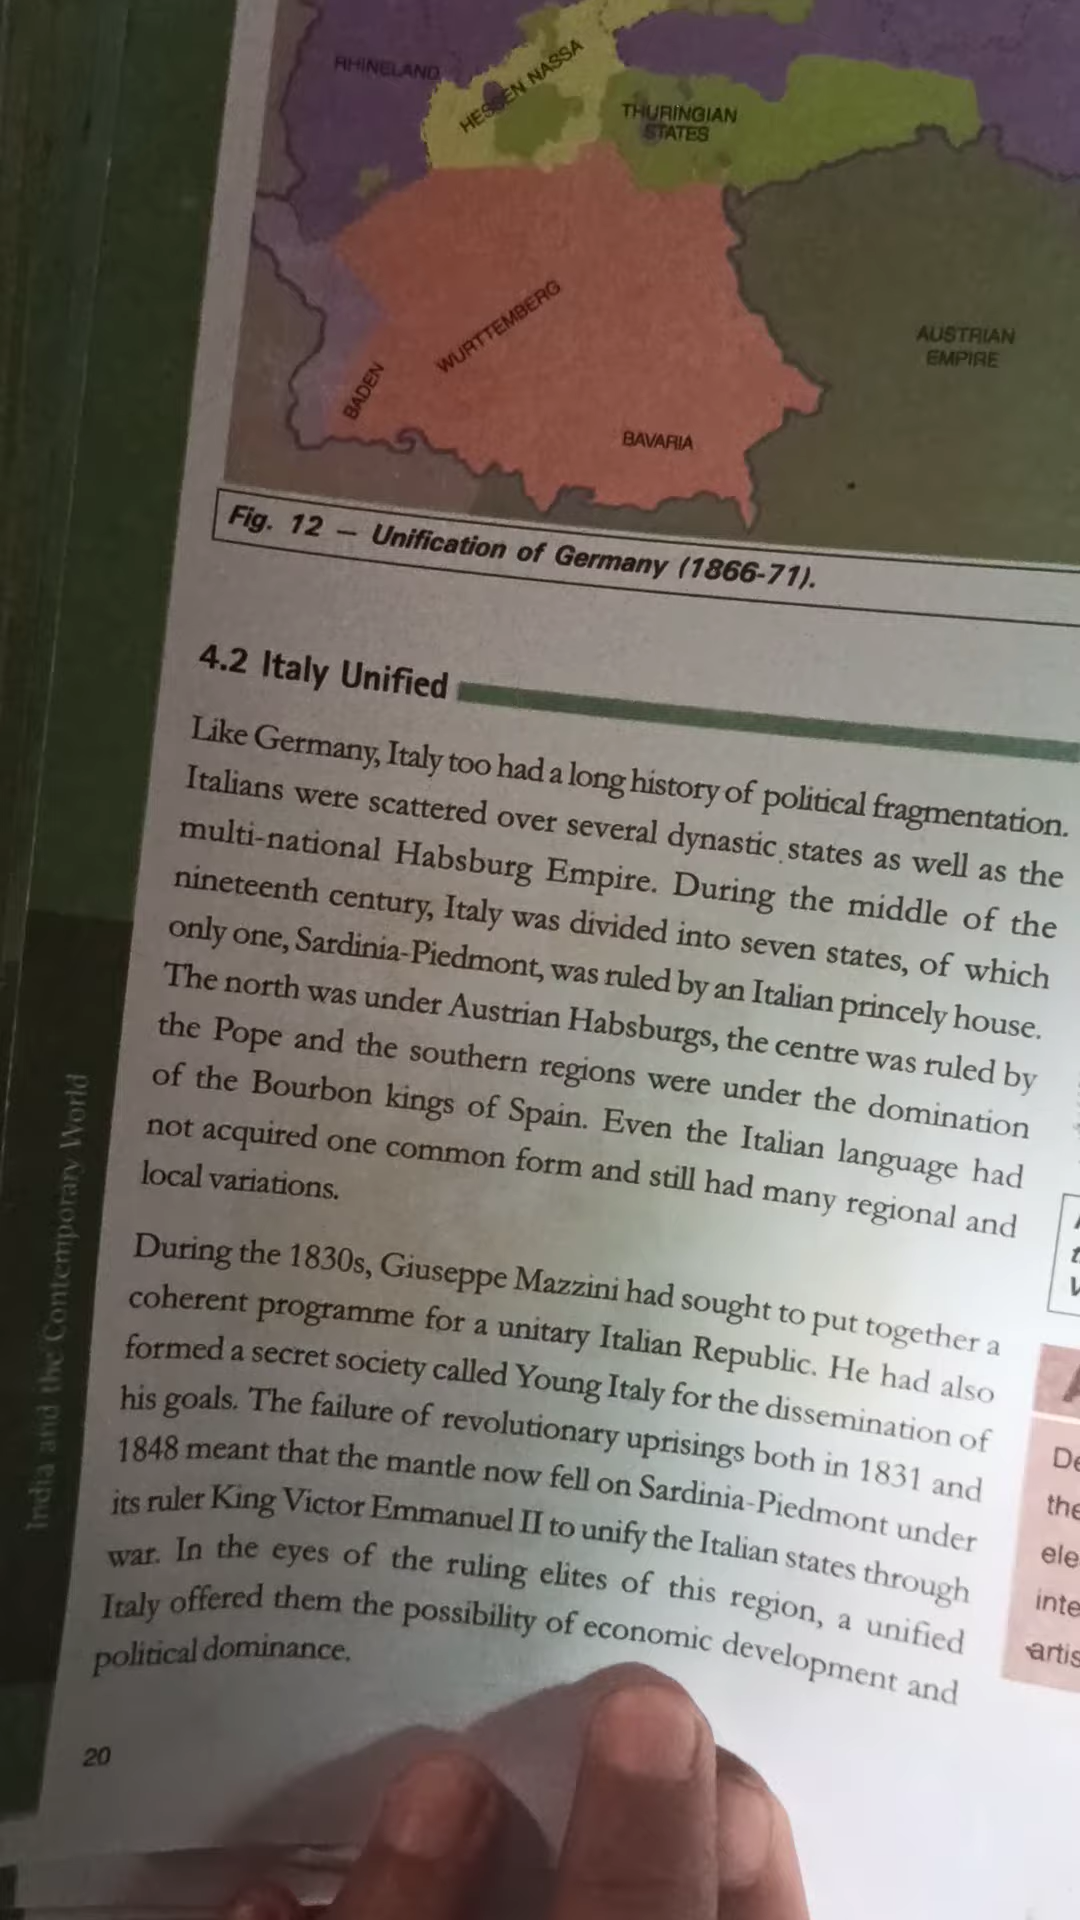 RHINELAND
HESSEN NASSA
THURINGIAN
STATES
WURTTEMBERG
BADEN
BAVARIA
AUSTRIAN
EMPIRE
Fig. 12 — Unification of Germany (1866-71).
4.2 Italy Unified
Like Germany, Italy too had a long history of political fragmentation.
Italians were scattered over several dynastic states as well as the
multi-national Habsburg Empire. During the middle of the
nineteenth century, Italy was divided into seven states, of which
only one, Sardinia-Piedmont, was ruled by an Italian princely house.
The north was under Austrian Habsburgs, the centre was ruled by
the Pope and the southern regions were under the domination
of the Bourbon kings of Spain. Even the Italian language had
not acquired one common form and still had many regional and
local variations.
During the 1830s, Giuseppe Mazzini had sought to put together a
coherent programme for a unitary Italian Republic. He had also
formed a secret society called Young Italy for the dissemination of
his goals. The failure of revolutionary uprisings both in 1831 and
1848 meant that the mantle now fell on Sardinia-Piedmont under
its ruler King Victor Emmanuel II to unify the Italian states through
war. In the eyes of the ruling elites of this region, a unified
Italy offered them the possibility of economic development and
political dominance.
20
India and the Contemporary World
De
the
ele
inte
artis